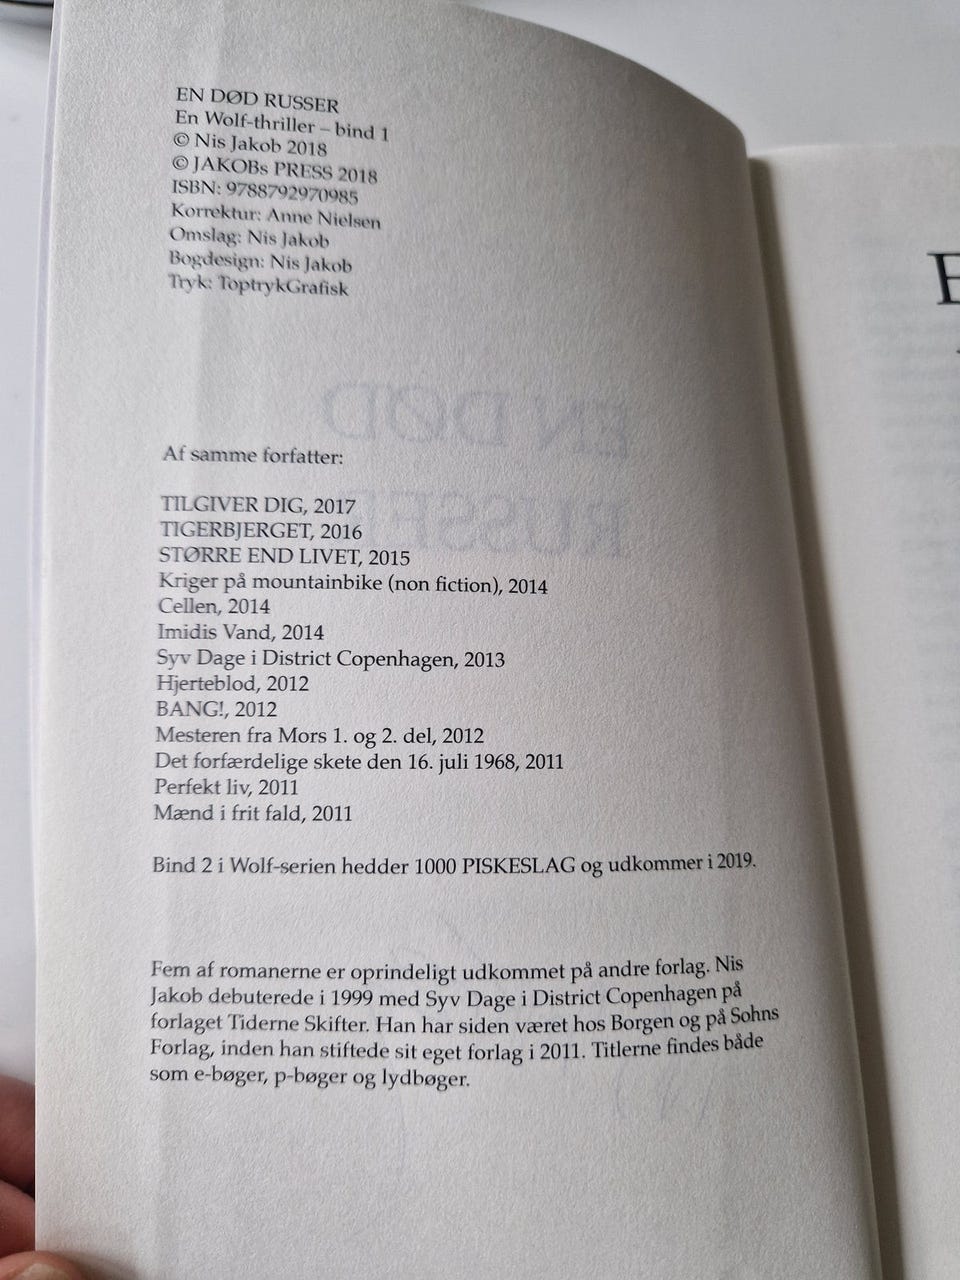 EN DØD RUSSER
En Wolf-thriller – bind 1
© Nis Jakob 2018
© JAKOBs PRESS 2018
ISBN: 9788792970985
Korrektur: Anne Nielsen
Omslag: Nis Jakob
Bogdesign: Nis Jakob
Tryk: ToptrykGrafisk
EN DØD
RUSSER
Af samme forfatter:
TILGIVER DIG, 2017
TIGERBJERGET, 2016
STØRRE END LIVET, 2015
Kriger på mountainbike (non fiction), 2014
Cellen, 2014
Imidis Vand, 2014
Syv Dage i District Copenhagen, 2013
Hjerteblod, 2012
BANG!, 2012
Mesteren fra Mors 1. og 2. del, 2012
Det forfærdelige skete den 16. juli 1968, 2011
Perfekt liv, 2011
Mænd i frit fald, 2011
Bind 2 i Wolf-serien hedder 1000 PISKESLAG og udkommer i 2019.
Fem af romanerne er oprindeligt udkommet på andre forlag. Nis
Jakob debuterede i 1999 med Syv Dage i District Copenhagen på
forlaget Tiderne Skifter. Han har siden været hos Borgen og på Sohns
Forlag, inden han stiftede sit eget forlag i 2011. Titlerne findes både
som e-bøger, p-bøger og lydbøger.